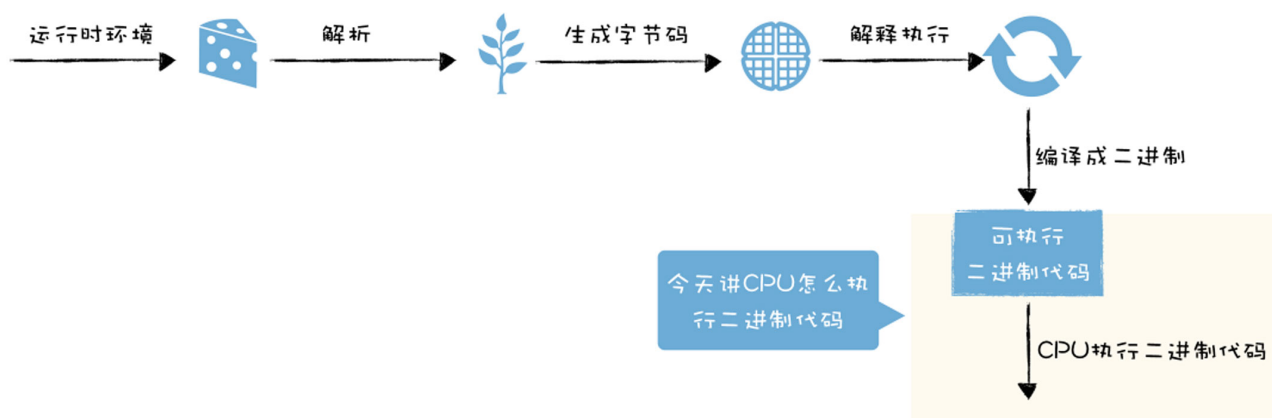 运行时环境
解析
生成字节码
解释执行
编译成二进制
可执行
二进制代码
今天讲CPU怎么执
行二进制代码
CPU执行二进制代码